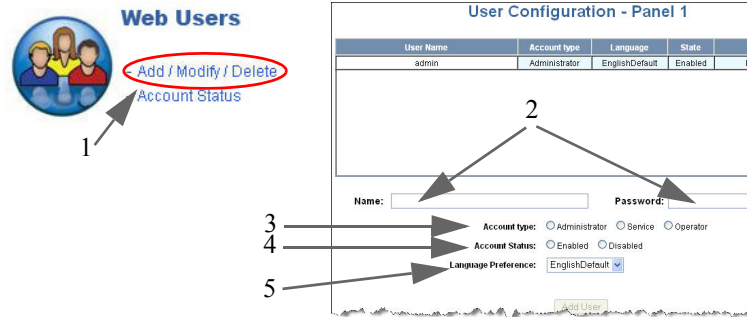 Web Users
- Add / Modify / Delete
- Account Status
1
User Configuration - Panel 1
User Name Account type Language State
admin Administrator EnglishDefault Enabled
2
Name: Password:
3 Account type: Administrator Service Operator
4 Account Status: Enabled Disabled
5 Language Preference: EnglishDefault
Add User